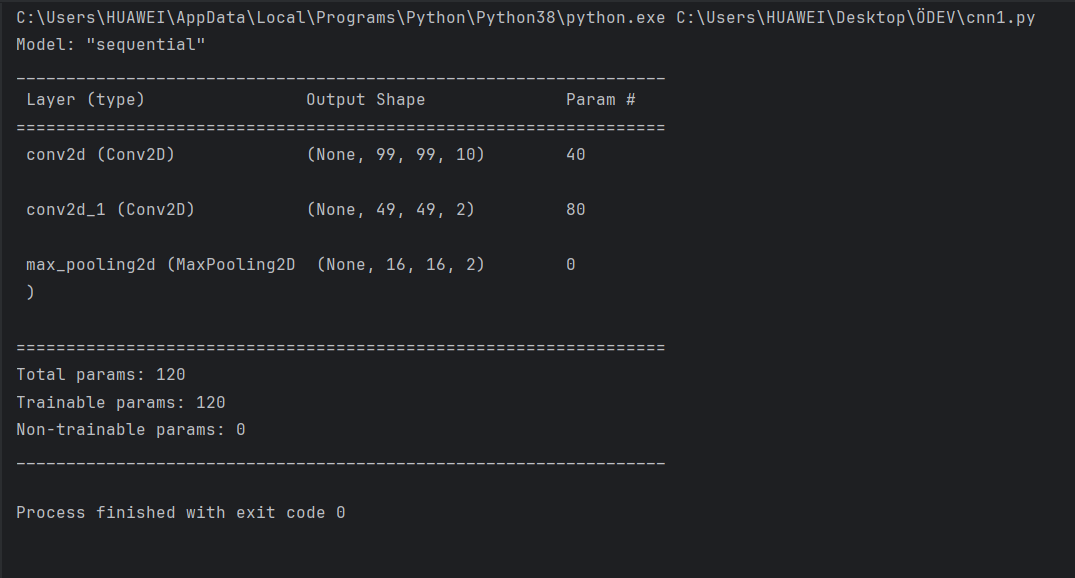 C:\Users\HUAWEI\AppData\Local\Programs\Python\Python38\python.exe C:\Users\HUAWEI\Desktop\ÖDEV\cnn1.py
Model: "sequential"
_________________________________________________________________
 Layer (type)                Output Shape              Param #
=================================================================
 conv2d (Conv2D)             (None, 99, 99, 10)        40

 conv2d_1 (Conv2D)           (None, 49, 49, 2)         80

 max_pooling2d (MaxPooling2D  (None, 16, 16, 2)        0
 )

=================================================================
Total params: 120
Trainable params: 120
Non-trainable params: 0
_________________________________________________________________

Process finished with exit code 0